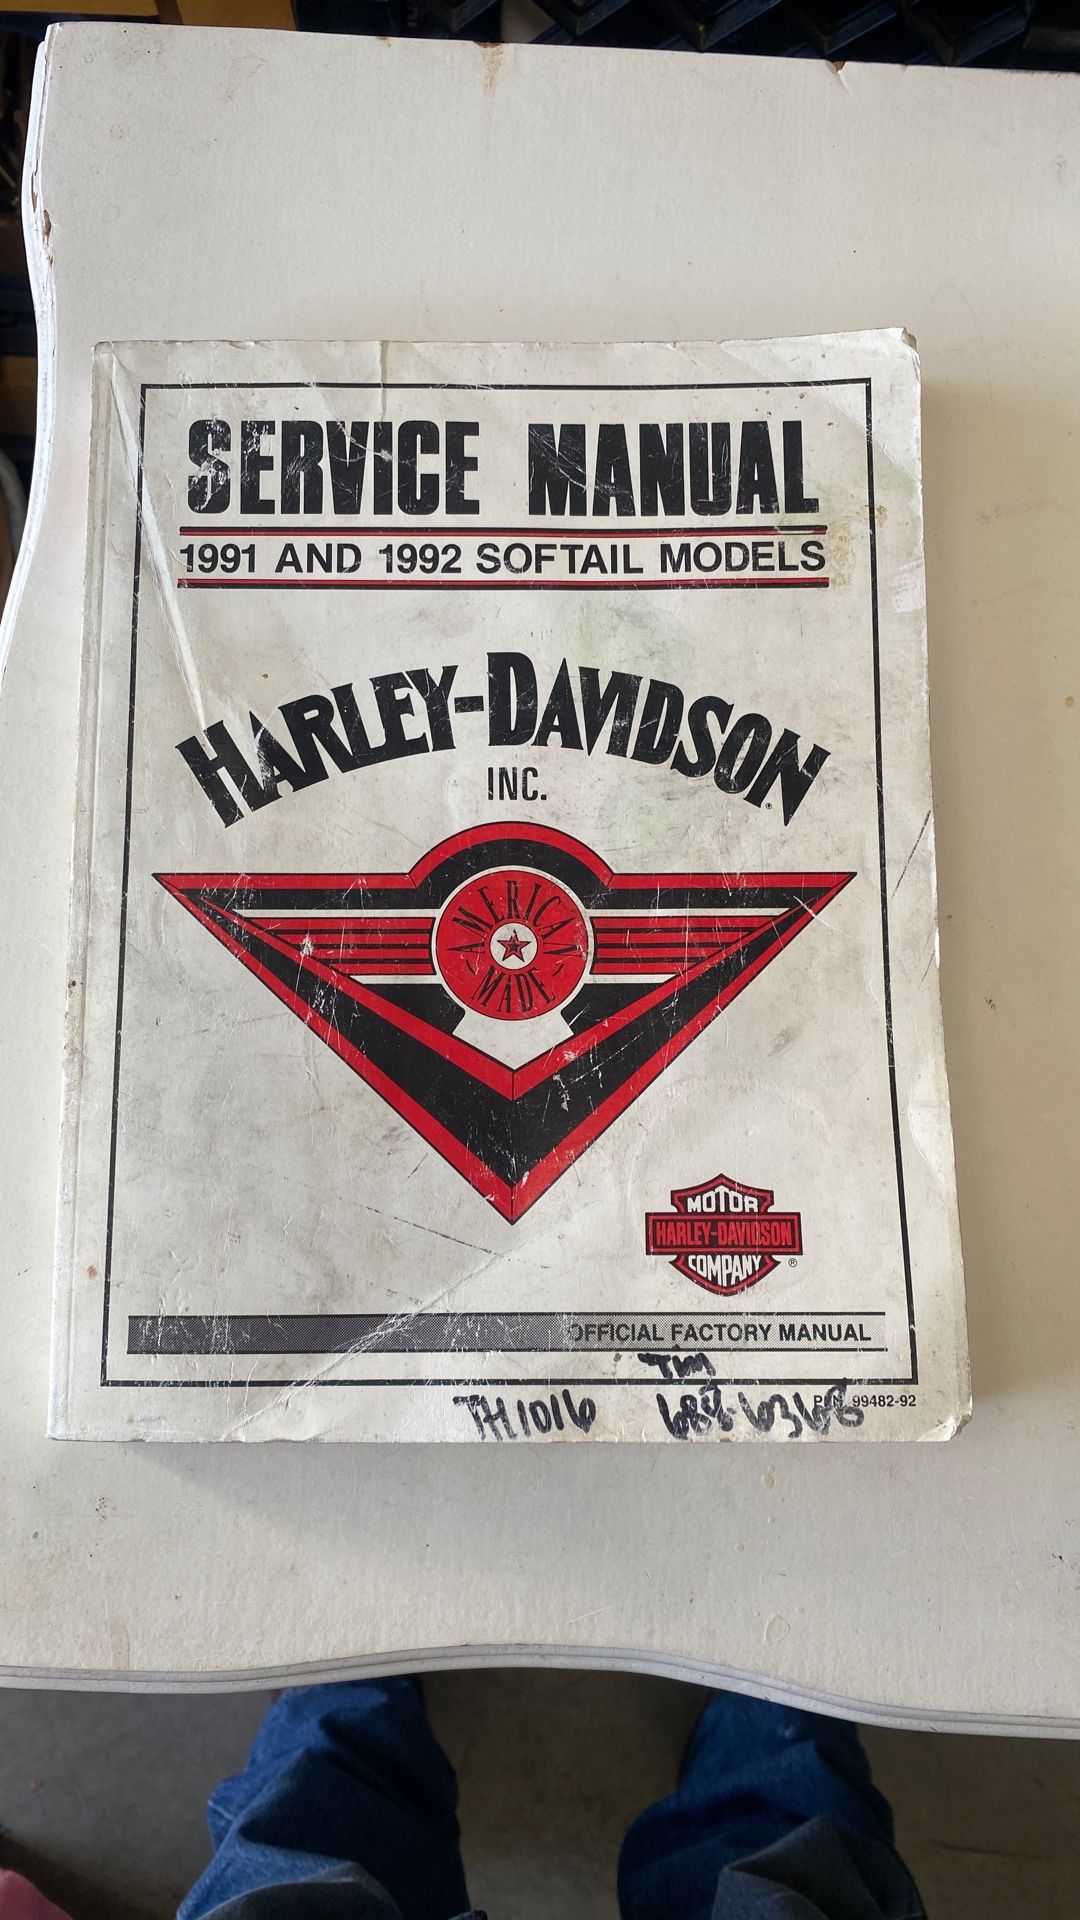 SERVICE MANUAL
1991 AND 1992 SOFTAIL MODELS
HARLEY-DAVIDSON
INC.
AMERICAN
MADE
MOTOR
HARLEY-DAVIDSON
COMPANY
®
OFFICIAL FACTORY MANUAL
Tim
99482-92
TH1016